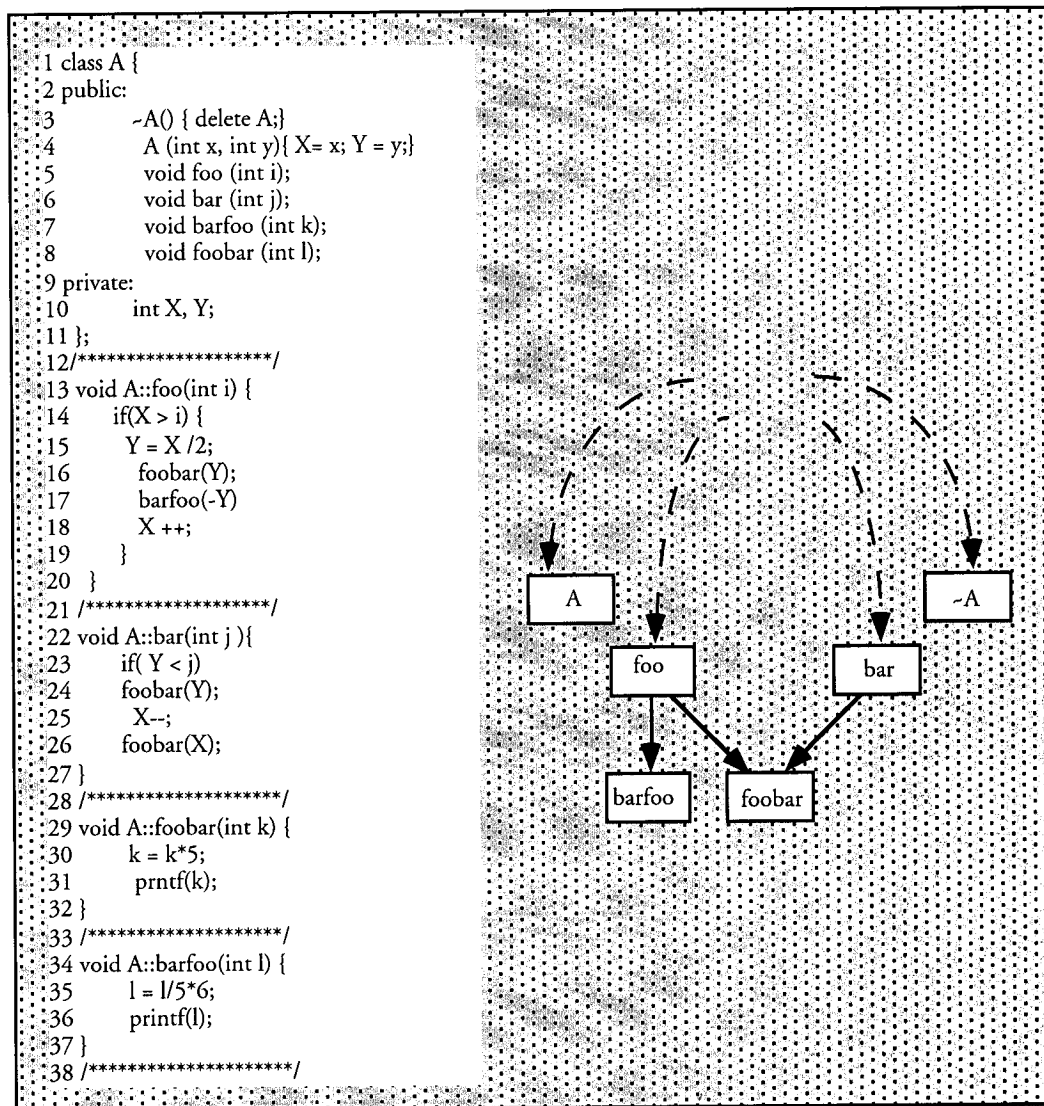 1 class A {
2 public:
3 ~A() { delete A;}
4 A (int x, int y){ X= x; Y = y;}
5 void foo (int i);
6 void bar (int j);
7 void barfoo (int k);
8 void foobar (int l);
9 private:
10 int X, Y;
11 };
12/********************/
13 void A::foo(int i) {
14 if(X > i) {
15 Y = X /2;
16 foobar(Y);
17 barfoo(-Y)
18 X ++;
19 }
20 }
21 /*******************/
22 void A::bar(int j ){
23 if( Y < j)
24 foobar(Y);
25 X--;
26 foobar(X);
27 }
28 /********************/
29 void A::foobar(int k) {
30 k = k*5;
31 prntf(k);
32 }
33 /********************/
34 void A::barfoo(int l) {
35 l = l/5*6;
36 printf(l);
37 }
38 /*********************/
A
~A
foo
bar
barfoo
foobar